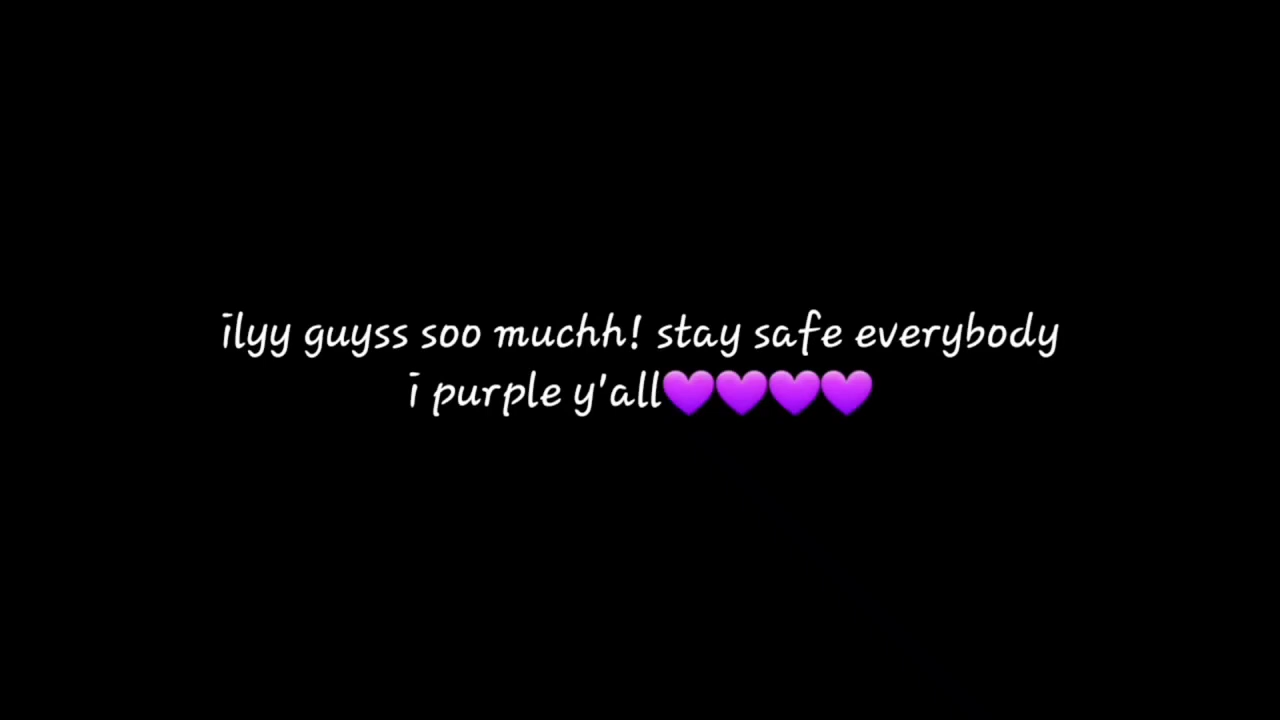 ilyy guyss soo muchh! stay safe everybody
i purple y'all💜💜💜💜